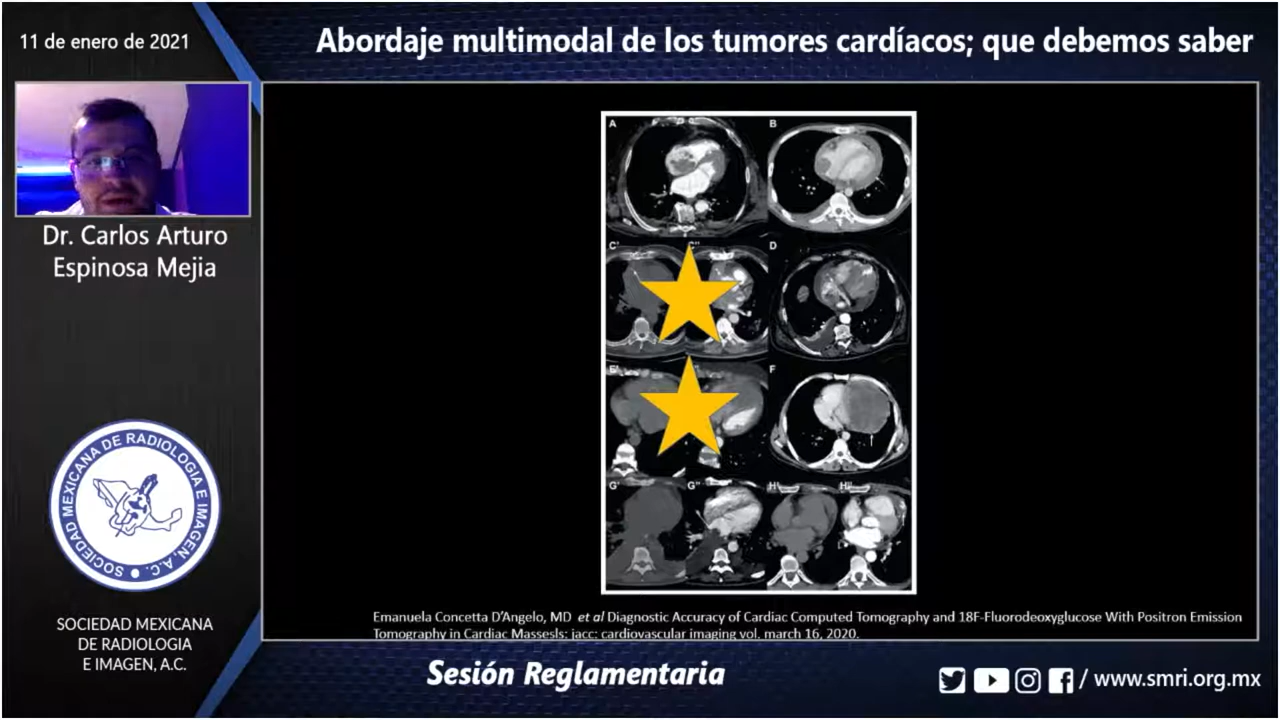 11 de enero de 2021
Abordaje multimodal de los tumores cardíacos; que debemos saber
Dr. Carlos Arturo
Espinosa Mejia
A
B
C'
C''
D
E'
F
G'
G''
H'
H''
SOCIEDAD MEXICANA DE RADIOLOGIA E IMAGEN, A.C.
SOCIEDAD MEXICANA
DE RADIOLOGIA
E IMAGEN, A.C.
Emanuela Concetta D'Angelo, MD et al Diagnostic Accuracy of Cardiac Computed Tomography and 18F-Fluorodeoxyglucose With Positron Emission
Tomography in Cardiac Massesls: jacc: cardiovascular imaging vol. march 16, 2020.
Sesión Reglamentaria
/ www.smri.org.mx